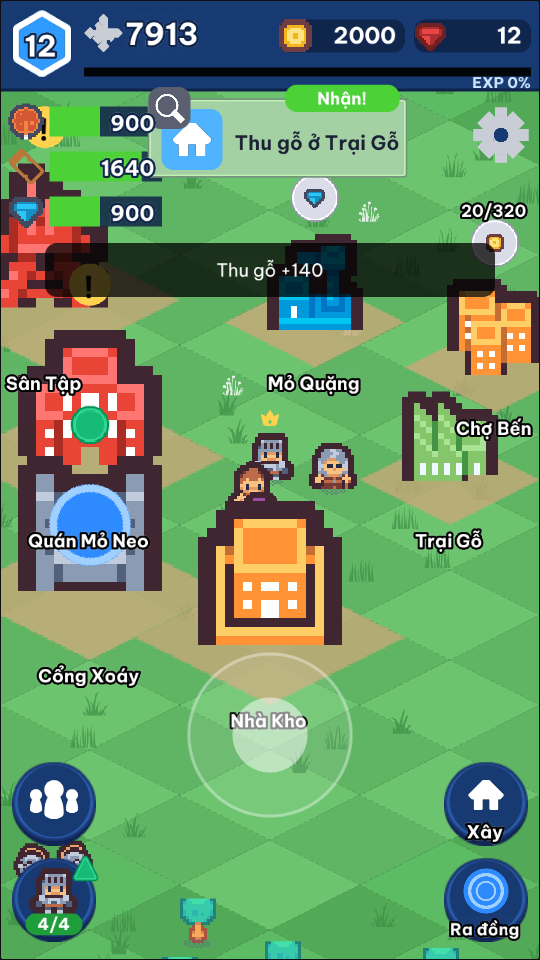 12
7913
2000
12
EXP 0%
Nhận!
900
Thu gỗ ở Trại Gỗ
1640
900
20/320
!
Thu gỗ +140
!
Sân Tập
Mỏ Quặng
Chợ Bến
Quán Mỏ Neo
Trại Gỗ
Cổng Xoáy
Nhà Kho
Xây
4/4
Ra đồng